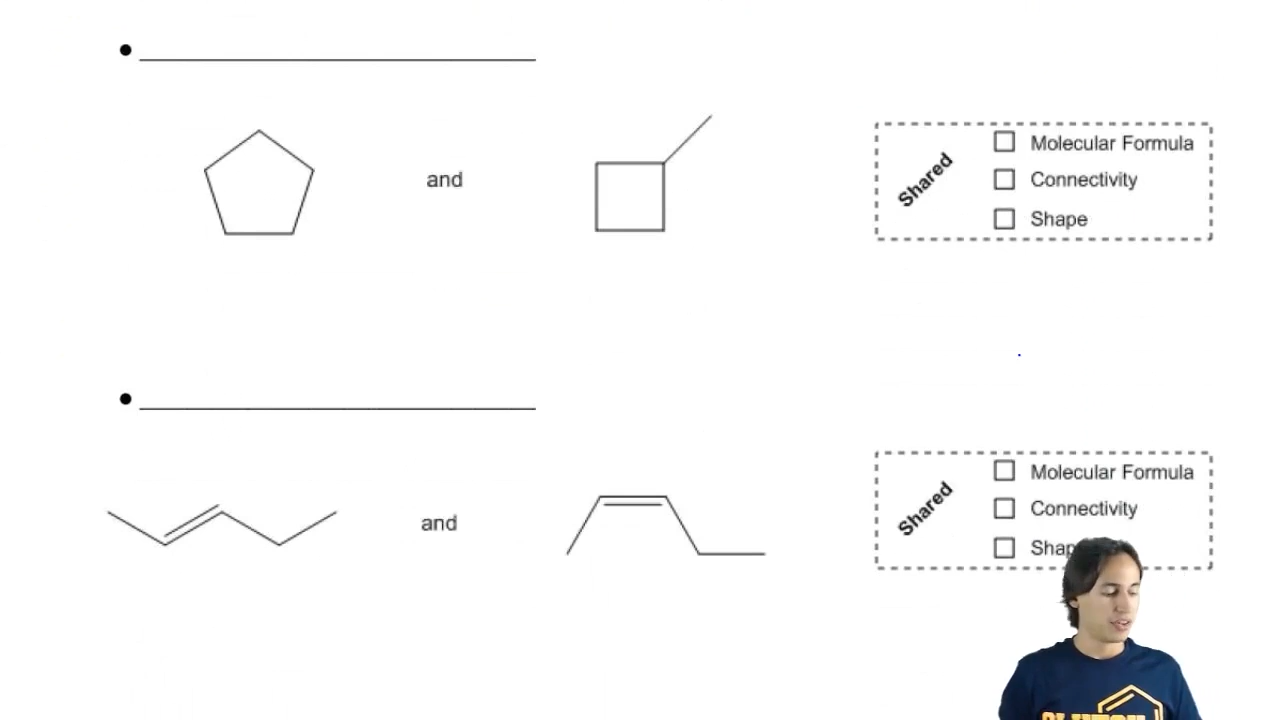 and
Shared
Molecular Formula
Connectivity
Shape
and
Shared
Molecular Formula
Connectivity